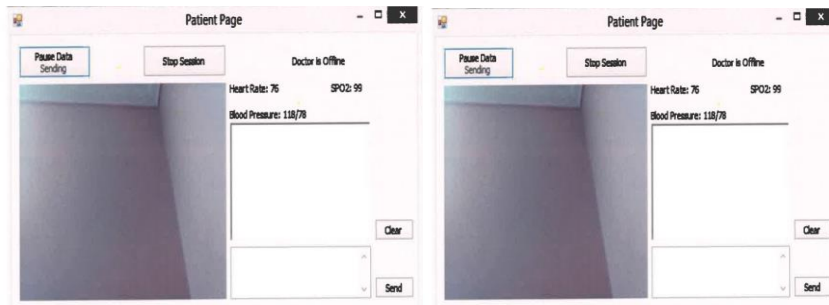 Patient Page
Pause Data
Sending
Stop Session
Doctor is Offline
Heart Rate: 76
SPO2: 99
Blood Pressure: 118/78
Clear
Send
Patient Page
Pause Data
Sending
Stop Session
Doctor is Offline
Heart Rate: 76
SPO2: 99
Blood Pressure: 118/78
Clear
Send